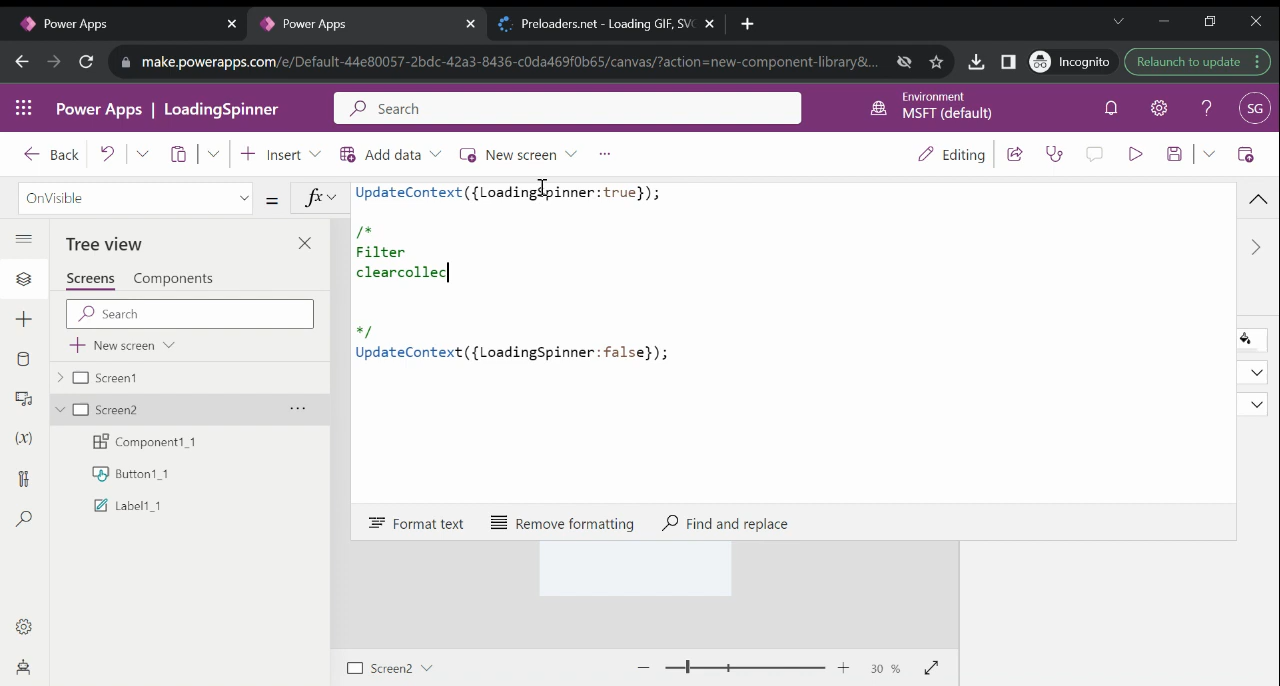 Power Apps
Power Apps
Preloaders.net - Loading GIF, SV
make.powerapps.com/e/Default-44e80057-2bdc-42a3-8436-c0da469f0b65/canvas/?action=new-component-library&...
Incognito
Relaunch to update
Power Apps | LoadingSpinner
Search
Environment
MSFT (default)
SG
Back
Insert
Add data
New screen
...
Editing
OnVisible
=
fx
UpdateContext({LoadingSpinner:true});
/*
Filter
clearcollec
*/
UpdateContext({LoadingSpinner:false});
Tree view
Screens
Components
Search
New screen
Screen1
Screen2
...
Component1_1
Button1_1
Label1_1
(x)
Format text
Remove formatting
Find and replace
Screen2
30 %